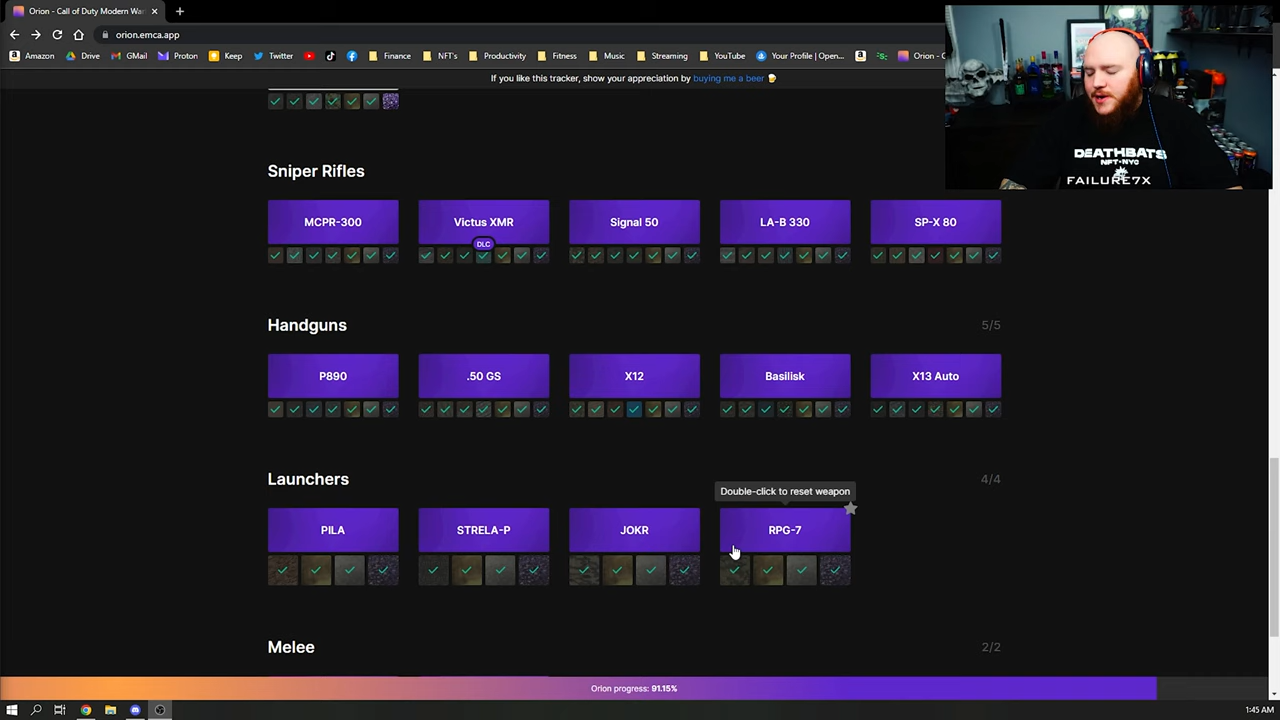 Orion - Call of Duty Modern War
orion.emca.app
Amazon Drive GMail Proton Keep Twitter Finance NFT's Productivity Fitness Music Streaming YouTube Your Profile | Open... Orion - C
If you like this tracker, show your appreciation by buying me a beer
DEATHBATS
NFT-NYC
FAILURE7X
Sniper Rifles
MCPR-300 Victus XMR Signal 50 LA-B 330 SP-X 80
DLC
Handguns 5/5
P890 .50 GS X12 Basilisk X13 Auto
Launchers 4/4
Double-click to reset weapon
PILA STRELA-P JOKR RPG-7
Melee 2/2
Orion progress: 91.15%
1:45 AM